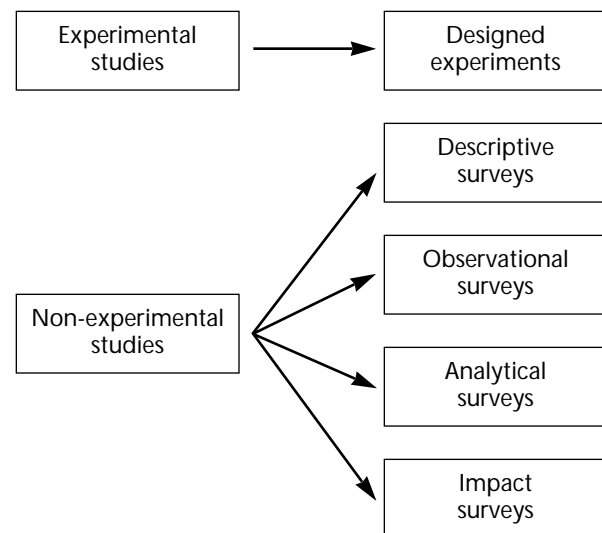 Experimental
studies
Designed
experiments
Descriptive
surveys
Observational
surveys
Non-experimental
studies
Analytical
surveys
Impact
surveys